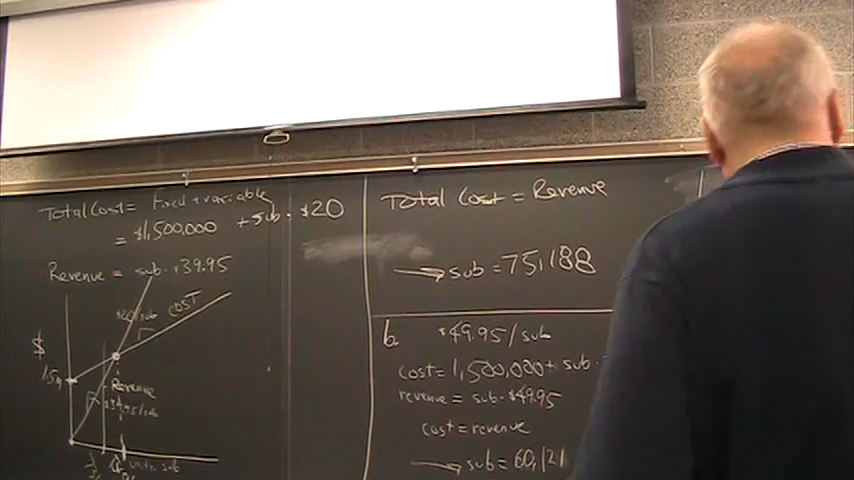 Total Cost = Fixed + variable
= $1,500,000 + sub · $20
Revenue = sub · $39.95
$20/sub
COST
$
1.5m
Revenue
$39.95/sub
units sub
Total Cost = Revenue
→ sub = 75,188
b $49.95/sub
cost = 1,500,000 + sub ·
revenue = sub · $49.95
cost = revenue
→ sub = 60,121